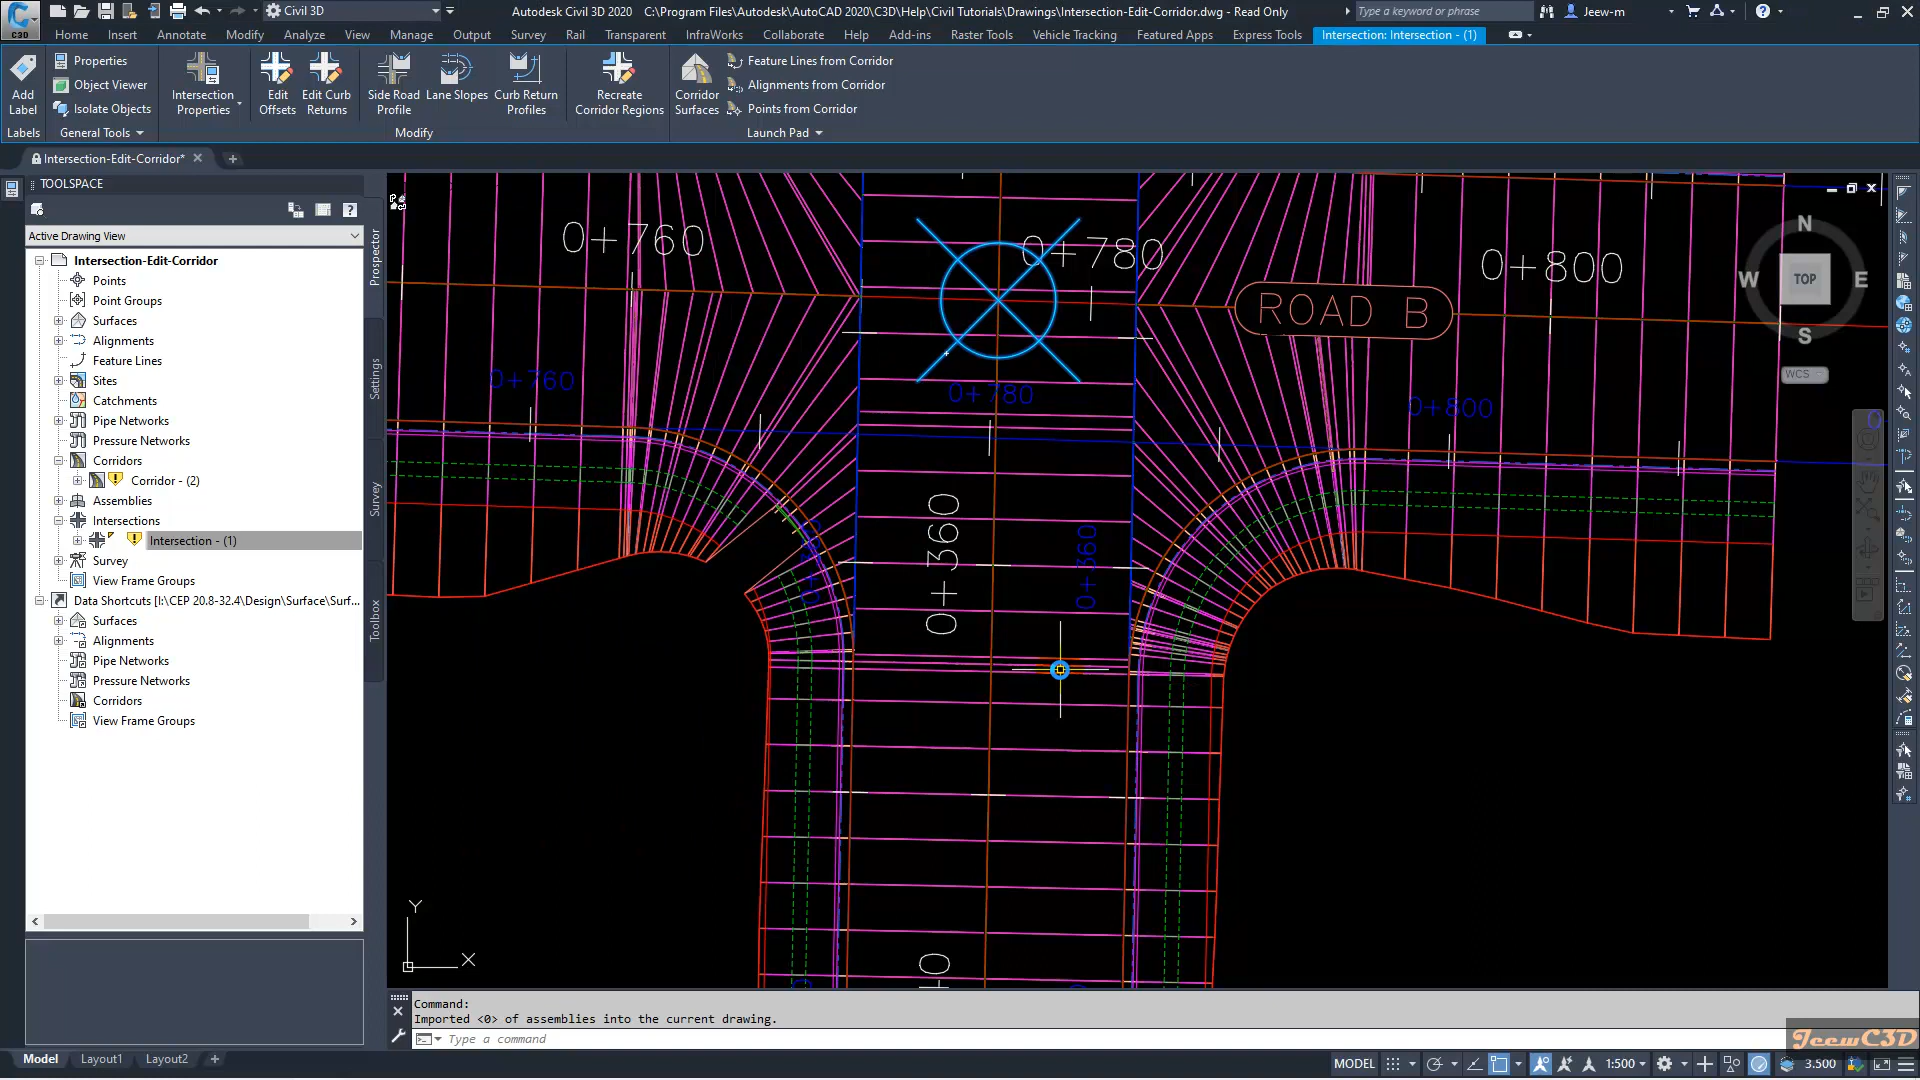 Civil 3D
Autodesk Civil 3D 2020 C:\Program Files\Autodesk\AutoCAD 2020\C3D\Help\Civil Tutorials\Drawings\Intersection-Edit-Corridor.dwg - Read Only
Type a keyword or phrase
Jeew-m
C3D
Home Insert Annotate Modify Analyze View Manage Output Survey Rail Transparent InfraWorks Collaborate Help Add-ins Raster Tools Vehicle Tracking Featured Apps Express Tools Intersection: Intersection - (1)
Add Label
Properties
Object Viewer
Isolate Objects
Intersection Properties
Edit Offsets
Edit Curb Returns
Side Road Profile
Lane Slopes
Curb Return Profiles
Recreate Corridor Regions
Corridor Surfaces
Feature Lines from Corridor
Alignments from Corridor
Points from Corridor
Labels
General Tools
Modify
Launch Pad
Intersection-Edit-Corridor*
TOOLSPACE
Active Drawing View
Intersection-Edit-Corridor
Points
Point Groups
Surfaces
Alignments
Feature Lines
Sites
Catchments
Pipe Networks
Pressure Networks
Corridors
Corridor - (2)
Assemblies
Intersections
Intersection - (1)
Survey
View Frame Groups
Data Shortcuts [I:\CEP 20.8-32.4\Design\Surface\Surf...
Surfaces
Alignments
Pipe Networks
Pressure Networks
Corridors
View Frame Groups
Prospector
Settings
Survey
Toolbox
0+760
0+780
0+800
ROAD B
0+760
0+780
0+800
0+360
0+360
N
W
TOP
E
S
WCS
Y
X
Command:
Imported <0> of assemblies into the current drawing.
Type a command
JeewC3D
Model
Layout1
Layout2
MODEL
1:500
3.500